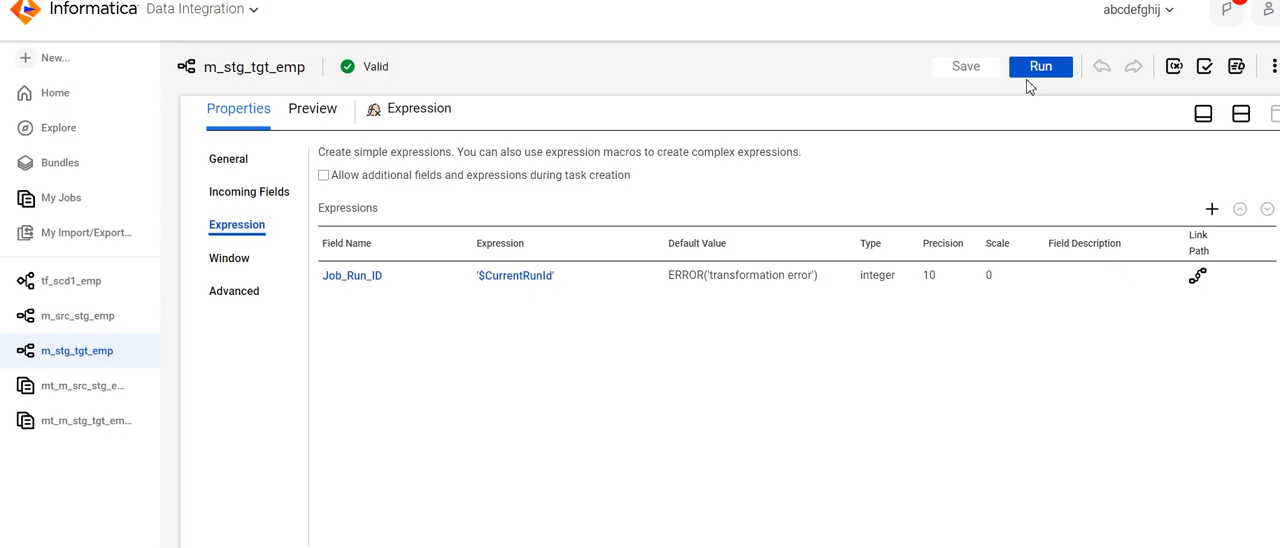 Informatica Data Integration abcdefghij
New...
Home
Explore
Bundles
My Jobs
My Import/Export...
tf_scd1_emp
m_src_stg_emp
m_stg_tgt_emp
mt_m_src_stg_e...
mt_m_stg_tgt_em...
m_stg_tgt_emp Valid Save Run
Properties Preview Expression
General
Incoming Fields
Expression
Window
Advanced
Create simple expressions. You can also use expression macros to create complex expressions.
Allow additional fields and expressions during task creation
Expressions
Field Name Expression Default Value Type Precision Scale Field Description Link Path
Job_Run_ID '$CurrentRunId' ERROR('transformation error') integer 10 0